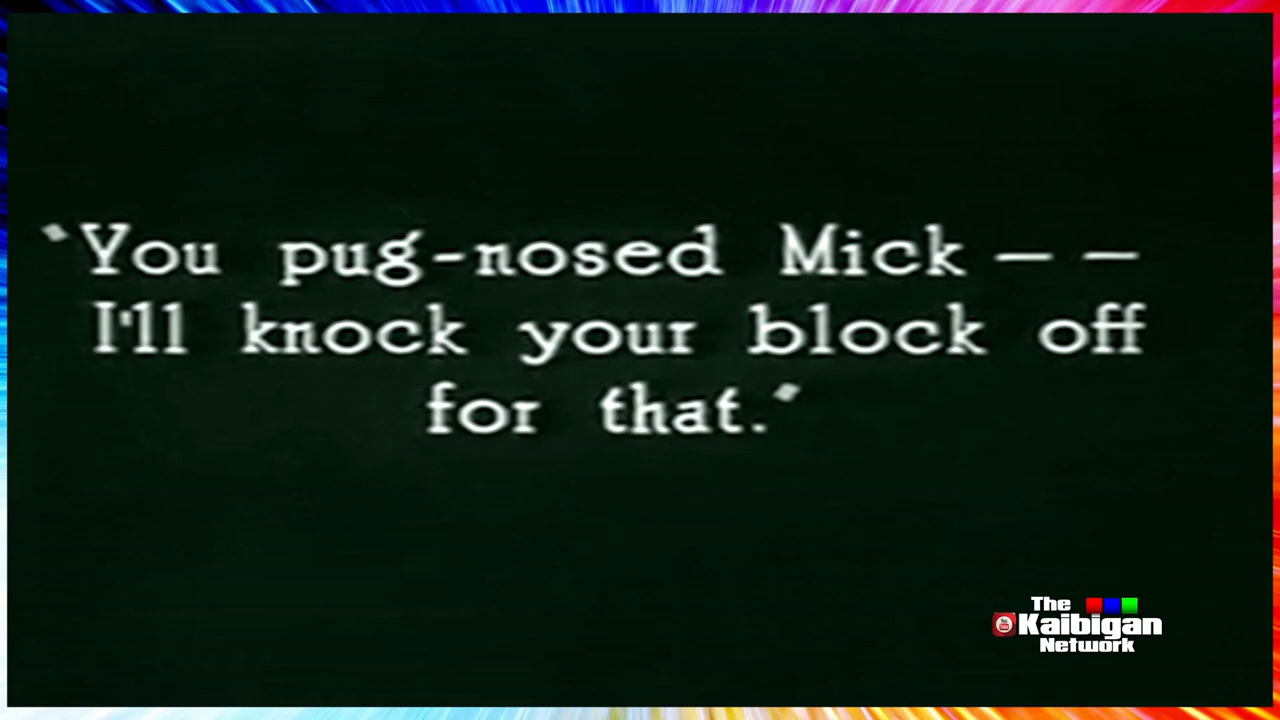 "You pug-nosed Mick — —
I'll knock your block off
for that."
The
Kaibigan
Network